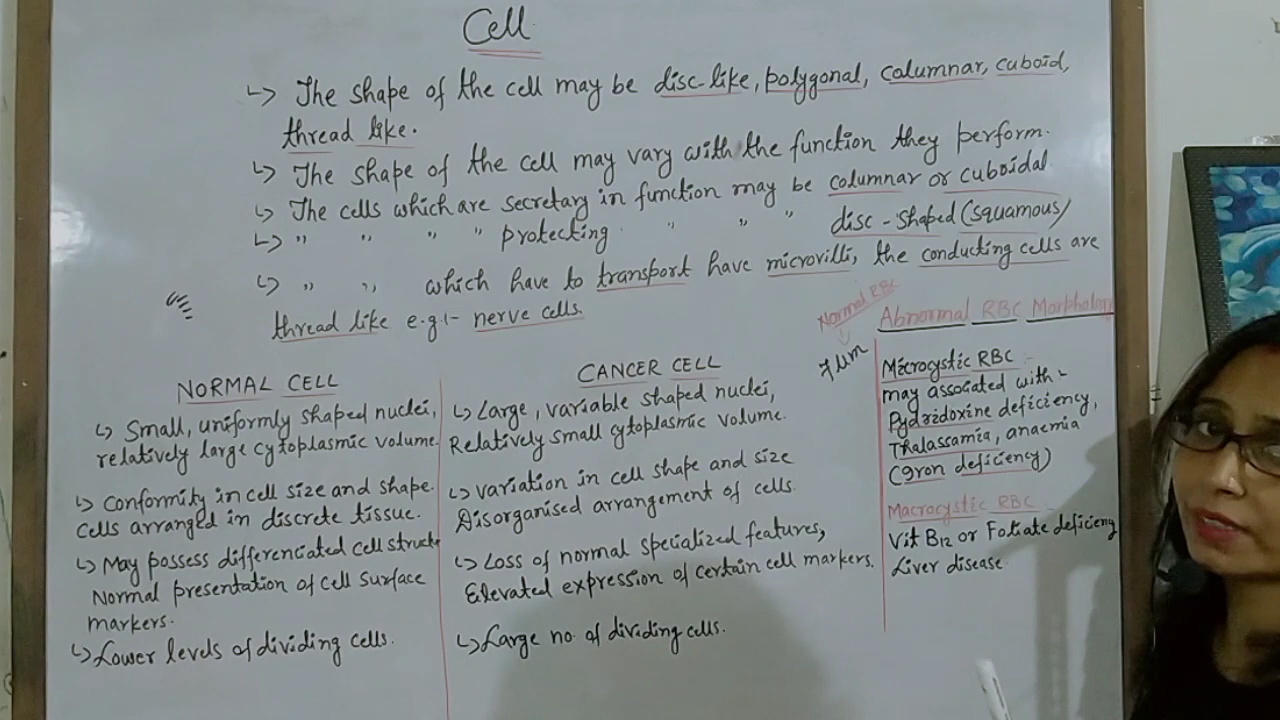 Cell
↳ The shape of the cell may be disc like, polygonal, columnar, cuboid,
thread like.
↳ The shape of the cell may vary with the function they perform.
↳ The cells which are secretary in function may be columnar or cuboidal
↳ " " " " protecting " " " disc-shaped (squamous)
↳ " " which have to transport have microvilli, the conducting cells are
thread like e.g:- nerve cells.
NORMAL CELL
↳ Small, uniformly shaped nuclei,
relatively large cytoplasmic volume.
↳ Conformity in cell size and shape.
Cells arranged in discrete tissue.
↳ May possess differenciated cell struct
Normal presentation of cell surface
markers.
↳ Lower levels of dividing cells.
CANCER CELL
↳ Large, variable shaped nuclei,
Relatively small cytoplasmic volume.
↳ Variation in cell shape and size
Disorganised arrangement of cells.
↳ Loss of normal specialized features,
Elevated expression of certain cell markers.
↳ Large no. of dividing cells.
Normal RBC
↓
7 um
Abnormal RBC Morphology
Microcystic RBC -
may associated with -
Pydridoxine deficiency,
Thalassamia, anaemia
(Iron deficiency)
Macrocystic RBC
Vit B12 or Foliate deficieny
Liver disease